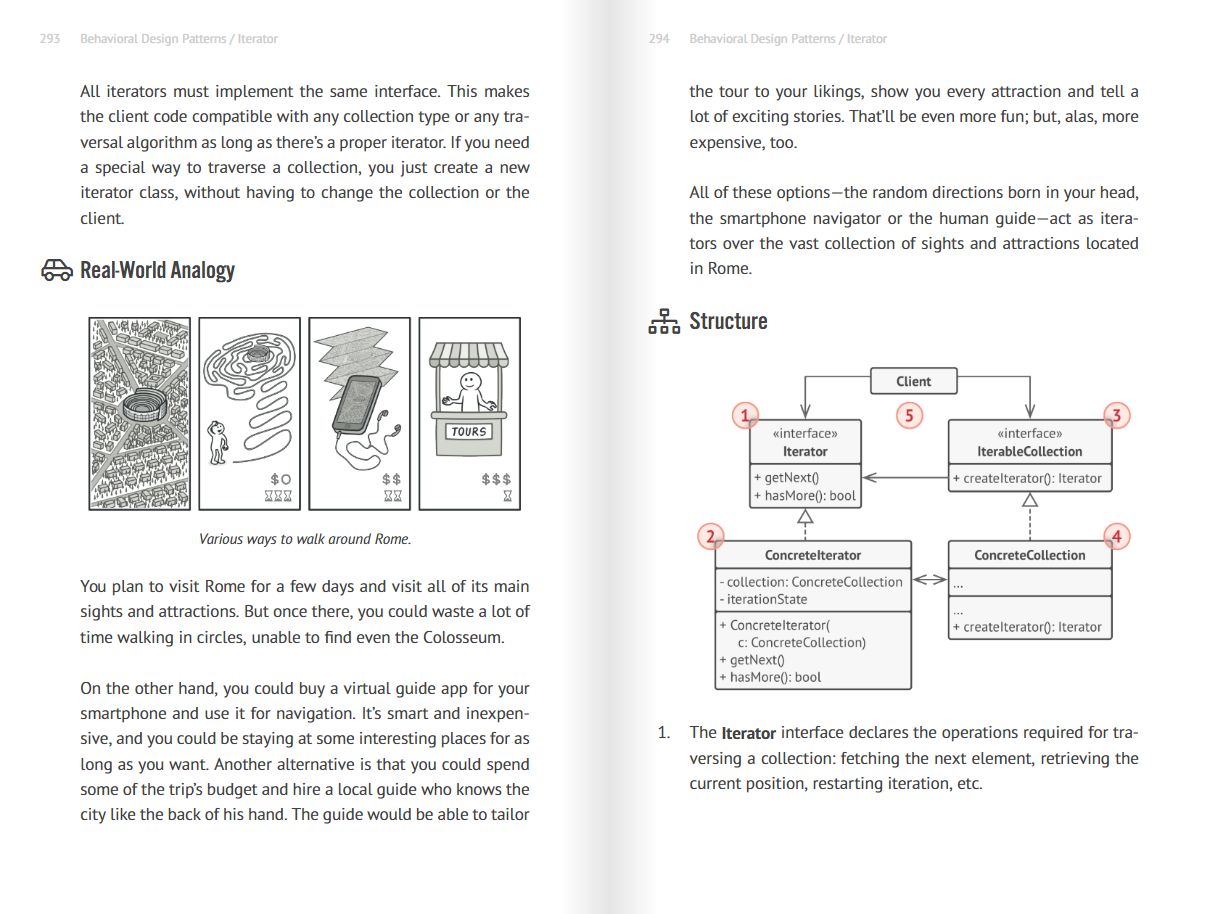 293 Behavioral Design Patterns / Iterator
All iterators must implement the same interface. This makes
the client code compatible with any collection type or any tra-
versal algorithm as long as there's a proper iterator. If you need
a special way to traverse a collection, you just create a new
iterator class, without having to change the collection or the
client.
Real-World Analogy
TOURS
$O
$$
$$$
Various ways to walk around Rome.
You plan to visit Rome for a few days and visit all of its main
sights and attractions. But once there, you could waste a lot of
time walking in circles, unable to find even the Colosseum.
On the other hand, you could buy a virtual guide app for your
smartphone and use it for navigation. It's smart and inexpen-
sive, and you could be staying at some interesting places for as
long as you want. Another alternative is that you could spend
some of the trip's budget and hire a local guide who knows the
city like the back of his hand. The guide would be able to tailor
294 Behavioral Design Patterns / Iterator
the tour to your likings, show you every attraction and tell a
lot of exciting stories. That'll be even more fun; but, alas, more
expensive, too.
All of these options—the random directions born in your head,
the smartphone navigator or the human guide—act as itera-
tors over the vast collection of sights and attractions located
in Rome.
Structure
Client
1
5
3
«interface»
Iterator
+ getNext()
+ hasMore(): bool
«interface»
IterableCollection
+ createIterator(): Iterator
2
ConcreteIterator
- collection: ConcreteCollection
- iterationState
+ ConcreteIterator(
c: ConcreteCollection)
+ getNext()
+ hasMore(): bool
4
ConcreteCollection
...
...
+ createIterator(): Iterator
1. The Iterator interface declares the operations required for tra-
versing a collection: fetching the next element, retrieving the
current position, restarting iteration, etc.